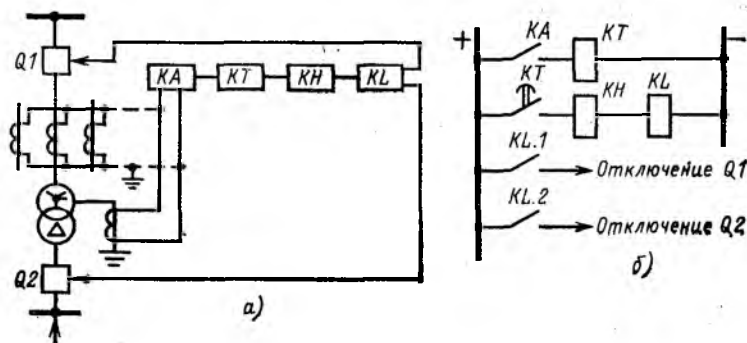 Q1
KA
KT
KH
KL
Q2
а)
+
−
KA
KT
KT
KH
KL
KL.1
Отключение Q1
KL.2
Отключение Q2
б)